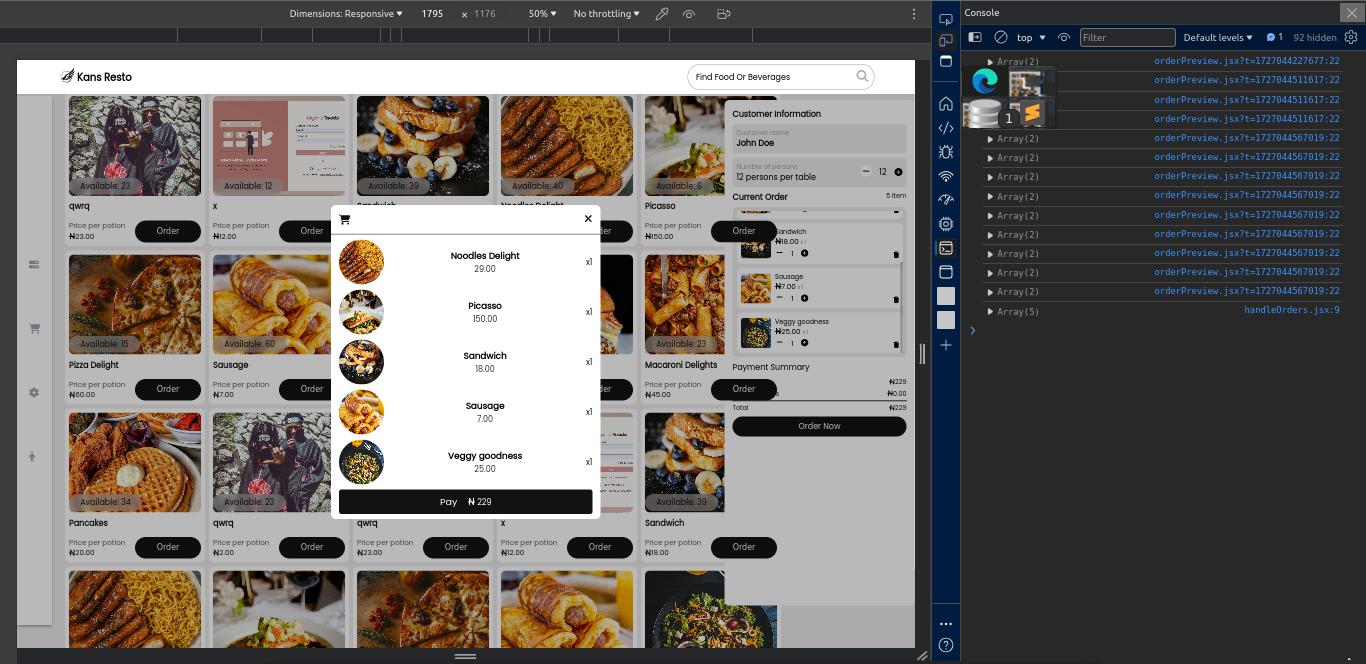 Dimensions: Responsive 1795 x 1176 50% No throttling
Console
top Filter Default levels 1 92 hidden
Array(2) orderPreview.jsx?t=1727044227677:22
orderPreview.jsx?t=1727044511617:22
orderPreview.jsx?t=1727044511617:22
1
orderPreview.jsx?t=1727044511617:22
Array(2) orderPreview.jsx?t=1727044567019:22
Array(2) orderPreview.jsx?t=1727044567019:22
Array(2) orderPreview.jsx?t=1727044567019:22
Array(2) orderPreview.jsx?t=1727044567019:22
Array(2) orderPreview.jsx?t=1727044567019:22
Array(2) orderPreview.jsx?t=1727044567019:22
Array(2) orderPreview.jsx?t=1727044567019:22
Array(2) orderPreview.jsx?t=1727044567019:22
Array(2) orderPreview.jsx?t=1727044567019:22
Array(5) handleOrders.jsx:9
Kans Resto
Find Food Or Beverages
Available: 23
Available: 12
Available: 39
Available: 40
Available: 6
qwrq
x
Picasso
₦23.00 Order
₦12.00 Order
₦150.00 Order
Available: 15
Available: 60
Available: 23
Pizza Delight
Sausage
Macaroni Delights
Price per potion
₦60.00 Order
Price per potion
₦7.00 Order
Price per potion
₦45.00 Order
Available: 34
Available: 23
Available: 39
Pancakes
qwrq
qwrq
x
Sandwich
Price per potion
₦20.00 Order
Price per potion
₦2.00 Order
Price per potion
₦23.00 Order
Price per potion
₦12.00 Order
Price per potion
₦18.00 Order
Noodles Delight
29.00
x1
Picasso
150.00
x1
Sandwich
18.00
x1
Sausage
7.00
x1
Veggy goodness
25.00
x1
Pay ₦ 229
Customer Information
Customer name
John Doe
Number of persons
12 persons per table
12
Current Order 5 item
Sandwich
₦18.00 x1
1
Sausage
₦7.00 x1
1
Veggy goodness
₦25.00 x1
1
Payment Summary
₦229
₦0.00
Total ₦229
Order Now